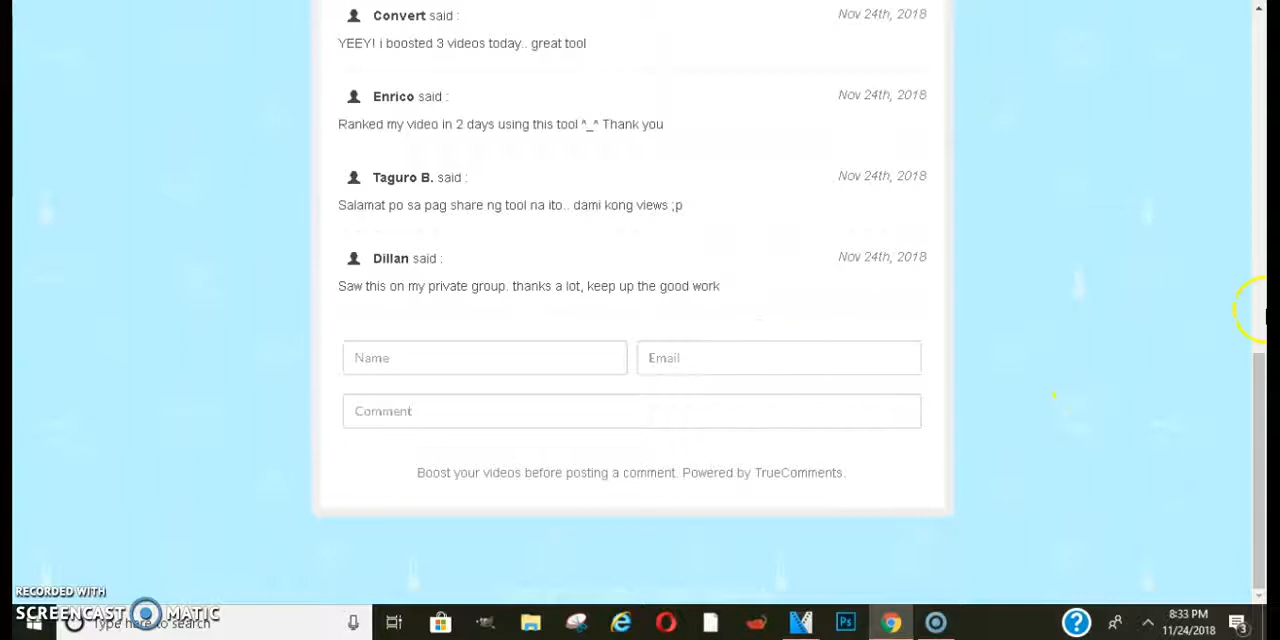 Convert said :
Nov 24th, 2018
YEEY! i boosted 3 videos today.. great tool
Enrico said :
Nov 24th, 2018
Ranked my video in 2 days using this tool ^_^ Thank you
Taguro B. said :
Nov 24th, 2018
Salamat po sa pag share ng tool na ito.. dami kong views ;p
Dillan said :
Nov 24th, 2018
Saw this on my private group. thanks a lot, keep up the good work
Name
Email
Comment
Boost your videos before posting a comment. Powered by TrueComments.
RECORDED WITH
SCREENCAST MATIC
Type here to search
Ps
?
8:33 PM
11/24/2018
3